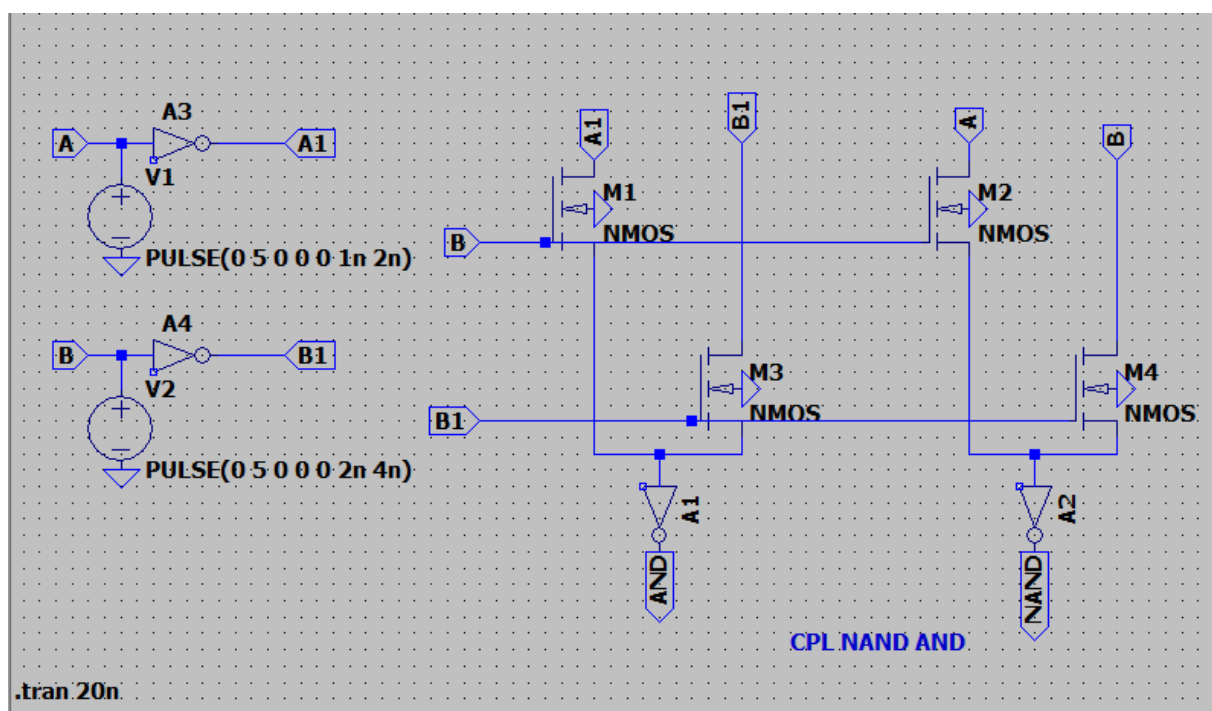 A3
A
A1
V1
PULSE(0 5 0 0 0 1n 2n)
A4
B
B1
V2
PULSE(0 5 0 0 0 2n 4n)
A1
B1
A
B
M1
NMOS
M2
NMOS
B
M3
NMOS
M4
NMOS
B1
A1
A2
AND
NAND
CPL NAND AND
.tran 20n